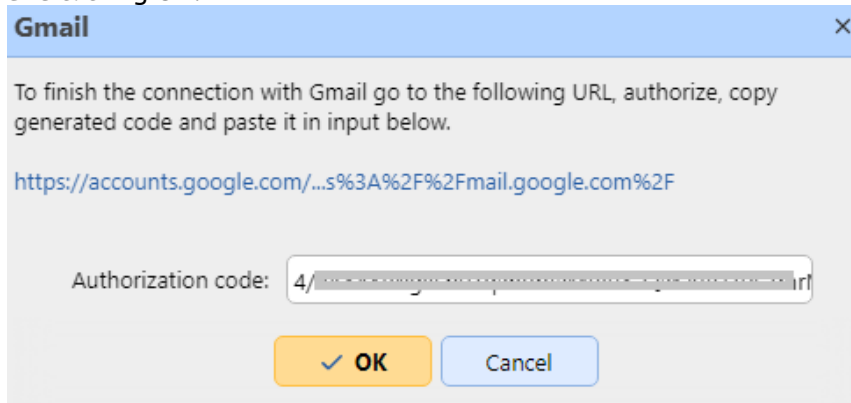 Gmail
To finish the connection with Gmail go to the following URL, authorize, copy
generated code and paste it in input below.
https://accounts.google.com/...s%3A%2F%2Fmail.google.com%2F
Authorization code: 4/
OK Cancel